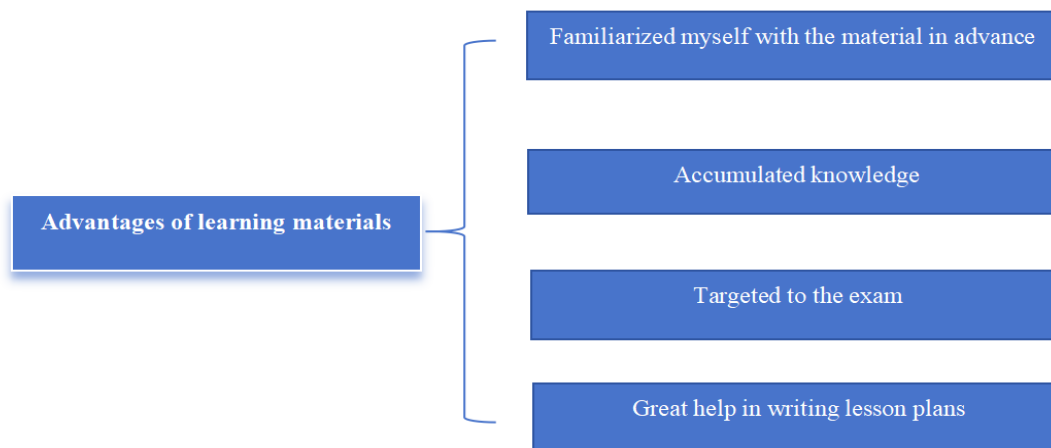 Familiarized myself with the material in advance
Accumulated knowledge
Advantages of learning materials
Targeted to the exam
Great help in writing lesson plans